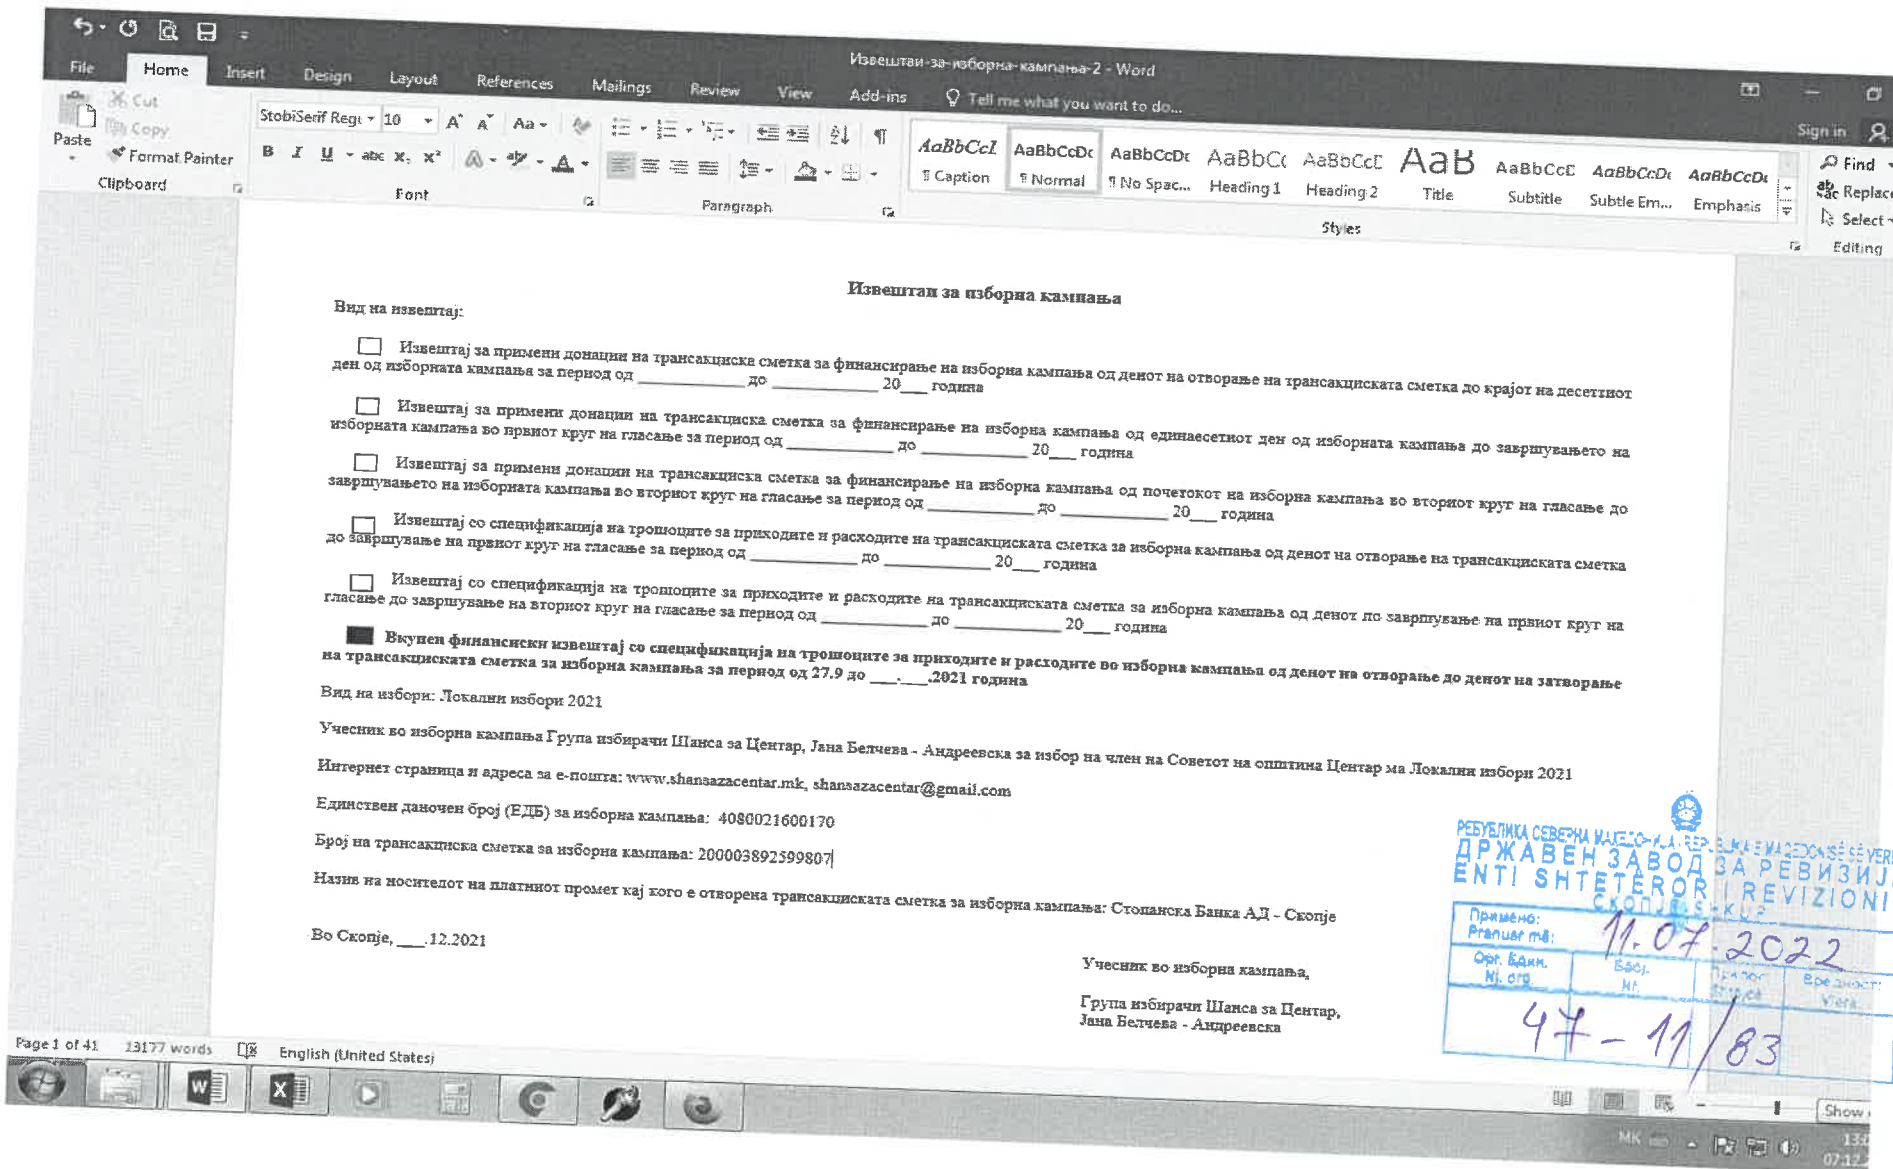 Извештаи-за-изборна-кампања-2 - Word
File Home Insert Design Layout References Mailings Review View Add-ins Tell me what you want to do...
Sign in
Cut
Copy
Paste
Format Painter
Clipboard
StobiSerif Regu 10
Font
Paragraph
AaBbCcI AaBbCcDc AaBbCcDc AaBbCc AaBbCcD AaB AaBbCcD AaBbCcDc AaBbCcDc
¶ Caption ¶ Normal ¶ No Spac... Heading 1 Heading 2 Title Subtitle Subtle Em... Emphasis
Styles
Find
Replace
Select
Editing
Извештаи за изборна кампања
Вид на извештај:
Извештај за примени донации на трансакциска сметка за финансирање на изборна кампања од денот на отворање на трансакциската сметка до крајот на десеттиот
ден од изборната кампања за период од ____________ до ____________ 20___ година
Извештај за примени донации на трансакциска сметка за финансирање на изборна кампања од единаесетиот ден од изборната кампања до завршувањето на
изборната кампања во првиот круг на гласање за период од ____________ до ____________ 20___ година
Извештај за примени донации на трансакциска сметка за финансирање на изборна кампања од почетокот на изборна кампања во вториот круг на гласање до
завршувањето на изборната кампања во вториот круг на гласање за период од ____________ до ____________ 20___ година
Извештај со спецификација на трошоците за приходите и расходите на трансакциската сметка за изборна кампања од денот на отворање на трансакциската сметка
до завршување на првиот круг на гласање за период од ____________ до ____________ 20___ година
Извештај со спецификација на трошоците за приходите и расходите на трансакциската сметка за изборна кампања од денот по завршување на првиот круг на
гласање до завршување на вториот круг на гласање за период од ____________ до ____________ 20___ година
Вкупен финансиски извештај со спецификација на трошоците за приходите и расходите во изборна кампања од денот на отворање до денот на затворање
на трансакциската сметка за изборна кампања за период од 27.9 до ___.___.2021 година
Вид на избори: Локални избори 2021
Учесник во изборна кампања Група избирачи Шанса за Центар, Јана Белчева - Андреевска за избор на член на Советот на општина Центар ма Локални избори 2021
Интернет страница и адреса за е-пошта: www.shansazacentar.mk, shansazacentar@gmail.com
Единствен даночен број (ЕДБ) за изборна кампања: 4080021600170
Број на трансакциска сметка за изборна кампања: 200003892599807
Назив на носителот на платниот промет кај кого е отворена трансакциската сметка за изборна кампања: Стопанска Банка АД - Скопје
Во Скопје, ___.12.2021
Учесник во изборна кампања,
Група избирачи Шанса за Центар,
Јана Белчева - Андреевска
ДРЖАВЕН ЗАВОД ЗА РЕВИЗИЈ
ENTI SHTETEROR I REVIZIONI
Примено: 11.07.2022
Pranuar më:
Орг. Един. Број. Прилог Вредност:
Nj. org. Nr.
47-11/83
Page 1 of 41 13177 words English (United States)
Show
MK
07.12